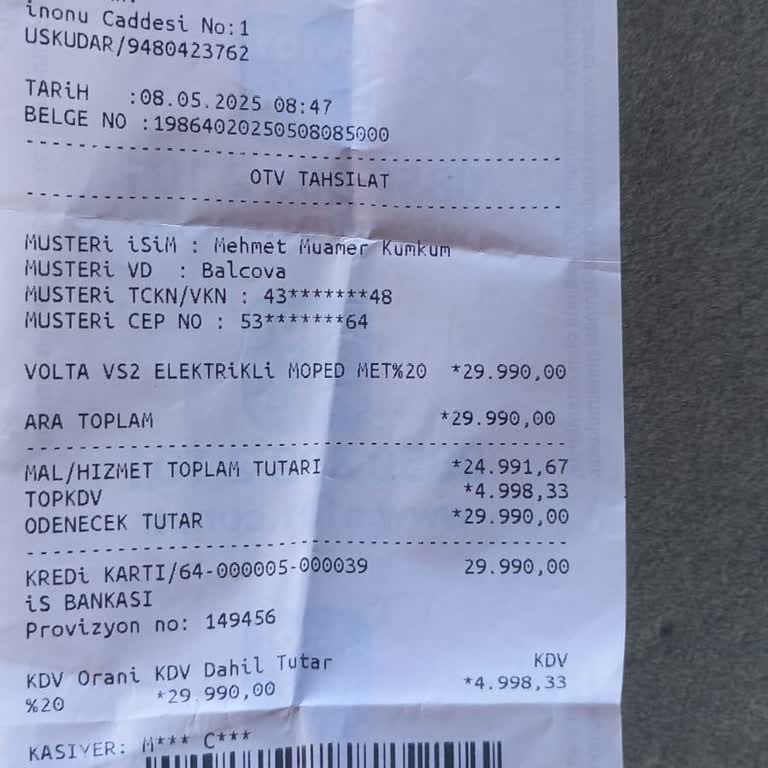 inonu Caddesi No:1
USKUDAR/9480423762
TARiH :08.05.2025 08:47
BELGE NO :19864020250508085000
OTV TAHSILAT
MUSTERi iSiM : Mehmet Muamer Kumkum
MUSTERi VD : Balcova
MUSTERi TCKN/VKN : 43*******48
MUSTERi CEP NO : 53*******64
VOLTA VS2 ELEKTRiKLi MOPED MET%20 *29.990,00
ARA TOPLAM *29.990,00
MAL/HIZMET TOPLAM TUTARI *24.991,67
TOPKDV *4.998,33
ODENECEK TUTAR *29.990,00
KREDi KARTI/64-000005-000039 29.990,00
iS BANKASI
Provizyon no: 149456
KDV Orani KDV Dahil Tutar KDV
%20 *29.990,00 *4.998,33
KASIYER: M*** C***